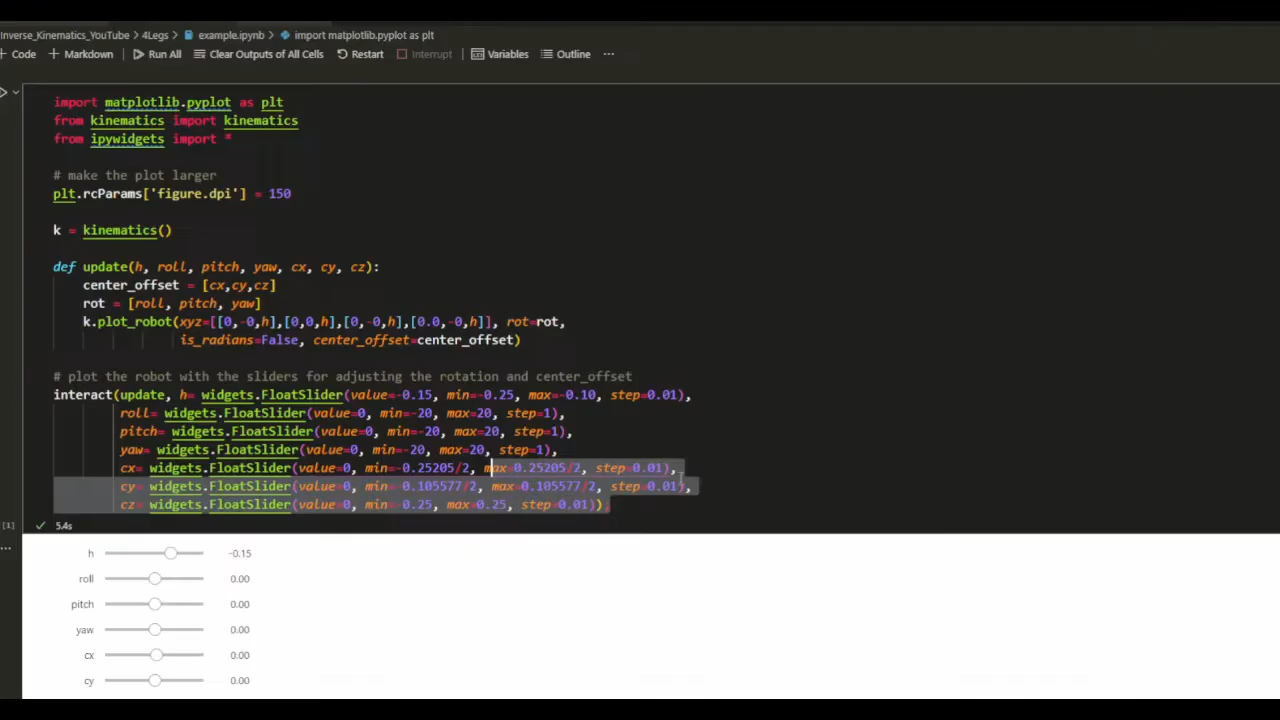 Inverse_Kinematics_YouTube > 4Legs > example.ipynb > import matplotlib.pyplot as plt
+ Code + Markdown Run All Clear Outputs of All Cells Restart Interrupt Variables Outline ...
import matplotlib.pyplot as plt
from kinematics import kinematics
from ipywidgets import *
# make the plot larger
plt.rcParams['figure.dpi'] = 150
k = kinematics()
def update(h, roll, pitch, yaw, cx, cy, cz):
center_offset = [cx,cy,cz]
rot = [roll, pitch, yaw]
k.plot_robot(xyz=[[0,-0,h],[0,0,h],[0,-0,h],[0.0,-0,h]], rot=rot,
is_radians=False, center_offset=center_offset)
# plot the robot with the sliders for adjusting the rotation and center_offset
interact(update, h= widgets.FloatSlider(value=-0.15, min=-0.25, max=-0.10, step=0.01),
roll= widgets.FloatSlider(value=0, min=-20, max=20, step=1),
pitch= widgets.FloatSlider(value=0, min=-20, max=20, step=1),
yaw= widgets.FloatSlider(value=0, min=-20, max=20, step=1),
cx= widgets.FloatSlider(value=0, min=-0.25205/2, max=0.25205/2, step=0.01),
cy= widgets.FloatSlider(value=0, min=-0.105577/2, max=0.105577/2, step=0.01),
cz= widgets.FloatSlider(value=0, min=-0.25, max=0.25, step=0.01));
[1] 5.4s
...
h -0.15
roll 0.00
pitch 0.00
yaw 0.00
cx 0.00
cy 0.00